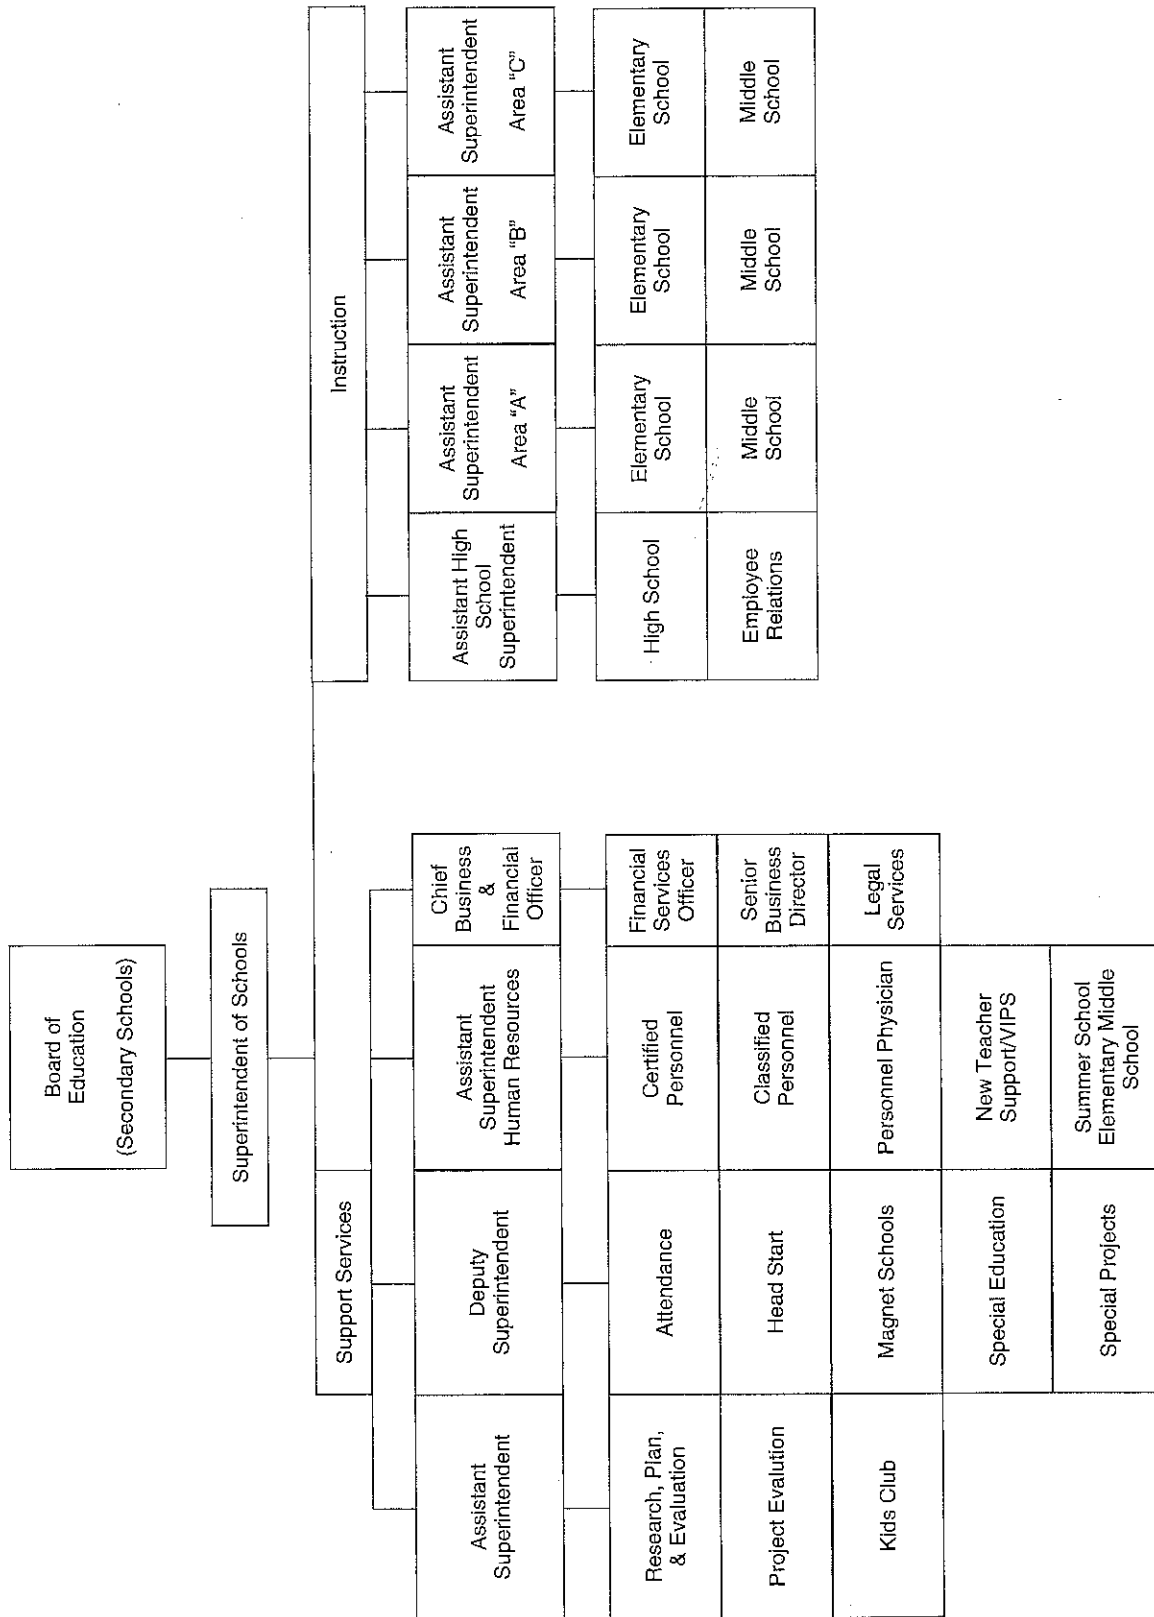 Board of
Education
(Secondary Schools)
Superintendent of Schools
Support Services
Instruction
Assistant
Superintendent
Deputy
Superintendent
Assistant
Superintendent
Human Resources
Chief
Business
&
Financial
Officer
Assistant High
School
Superintendent
Assistant
Superintendent
Area "A"
Assistant
Superintendent
Area "B"
Assistant
Superintendent
Area "C"
Research, Plan,
& Evaluation
Attendance
Certified
Personnel
Financial
Services
Officer
High School
Elementary
School
Elementary
School
Elementary
School
Project Evalution
Head Start
Classified
Personnel
Senior
Business
Director
Employee
Relations
Middle
School
Middle
School
Middle
School
Kids Club
Magnet Schools
Personnel Physician
Legal
Services
Special Education
New Teacher
Support/VIPS
Special Projects
Summer School
Elementary Middle
School